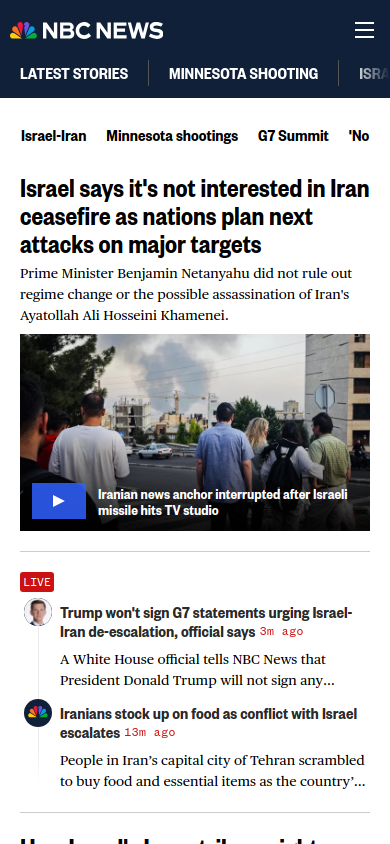 NBC NEWS
LATEST STORIES
MINNESOTA SHOOTING
Israel-Iran
Minnesota shootings
G7 Summit
'No
Israel says it's not interested in Iran
ceasefire as nations plan next
attacks on major targets
Prime Minister Benjamin Netanyahu did not rule out
regime change or the possible assassination of Iran's
Ayatollah Ali Hosseini Khamenei.
Iranian news anchor interrupted after Israeli
missile hits TV studio
LIVE
Trump won't sign G7 statements urging Israel-
Iran de-escalation, official says 3m ago
A White House official tells NBC News that
President Donald Trump will not sign any...
Iranians stock up on food as conflict with Israel
escalates 13m ago
People in Iran’s capital city of Tehran scrambled
to buy food and essential items as the country’...